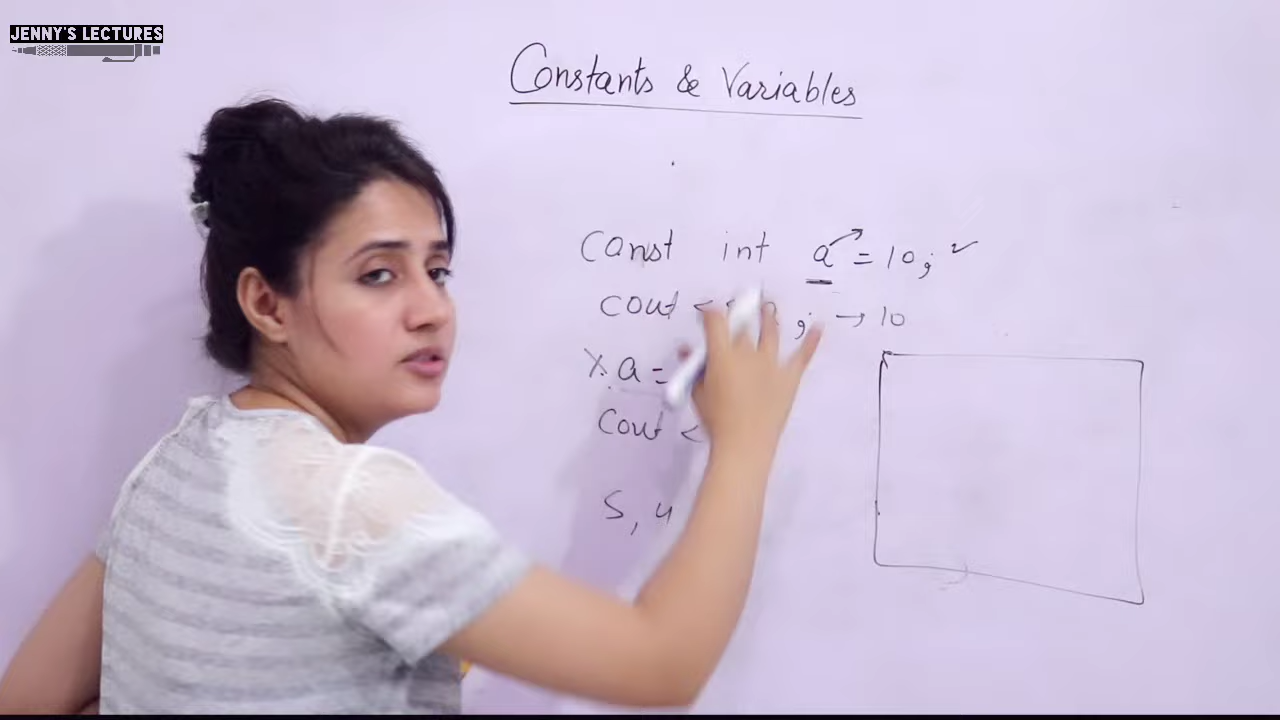 JENNY'S LECTURES
Constants & Variables
Const int a = 10; ✓
cout < ; → 10
X. a =
Cout <
5, 4